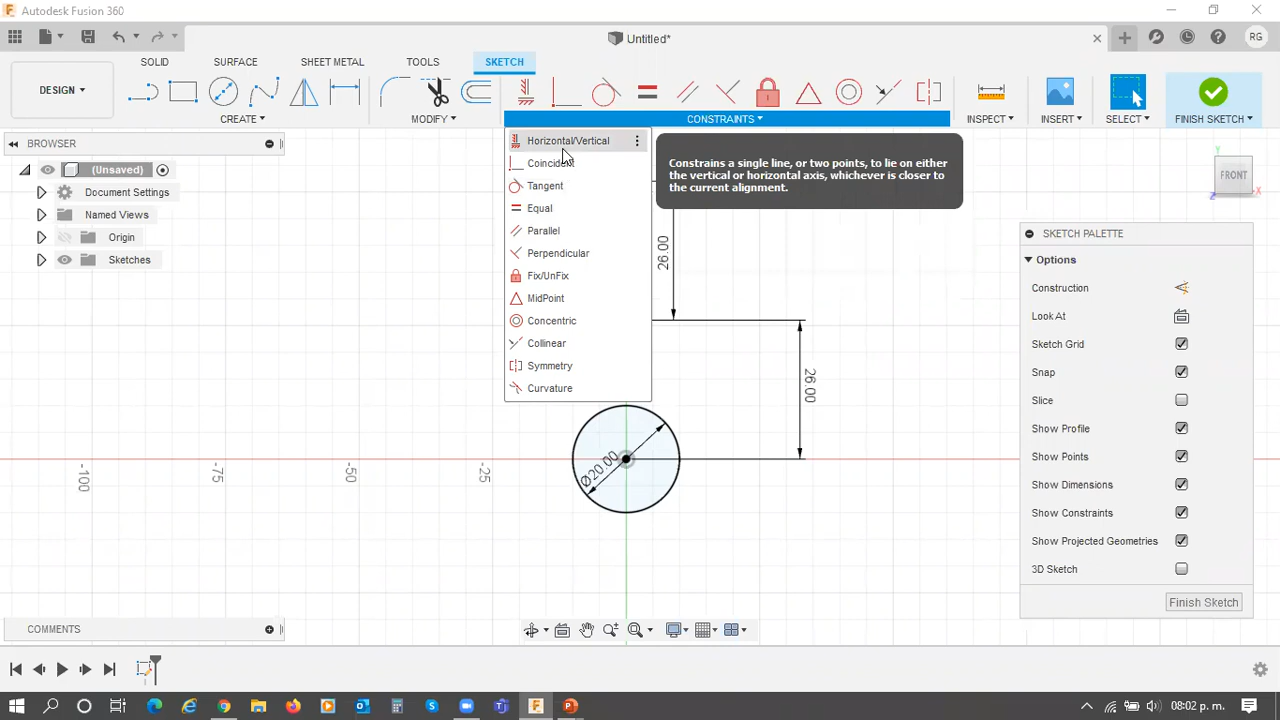 Autodesk Fusion 360
Untitled*
RG
DESIGN
SOLID
SURFACE
SHEET METAL
TOOLS
SKETCH
CREATE
MODIFY
CONSTRAINTS
INSPECT
INSERT
SELECT
FINISH SKETCH
BROWSER
(Unsaved)
Document Settings
Named Views
Origin
Sketches
Horizontal/Vertical
Coincident
Tangent
Equal
Parallel
Perpendicular
Fix/UnFix
MidPoint
Concentric
Collinear
Symmetry
Curvature
Constrains a single line, or two points, to lie on either
the vertical or horizontal axis, whichever is closer to
the current alignment.
FRONT
Y
Z
X
26.00
26.00
Ø20.00
-100
-75
-50
-25
SKETCH PALETTE
Options
Construction
Look At
Sketch Grid
Snap
Slice
Show Profile
Show Points
Show Dimensions
Show Constraints
Show Projected Geometries
3D Sketch
Finish Sketch
COMMENTS
08:02 p. m.